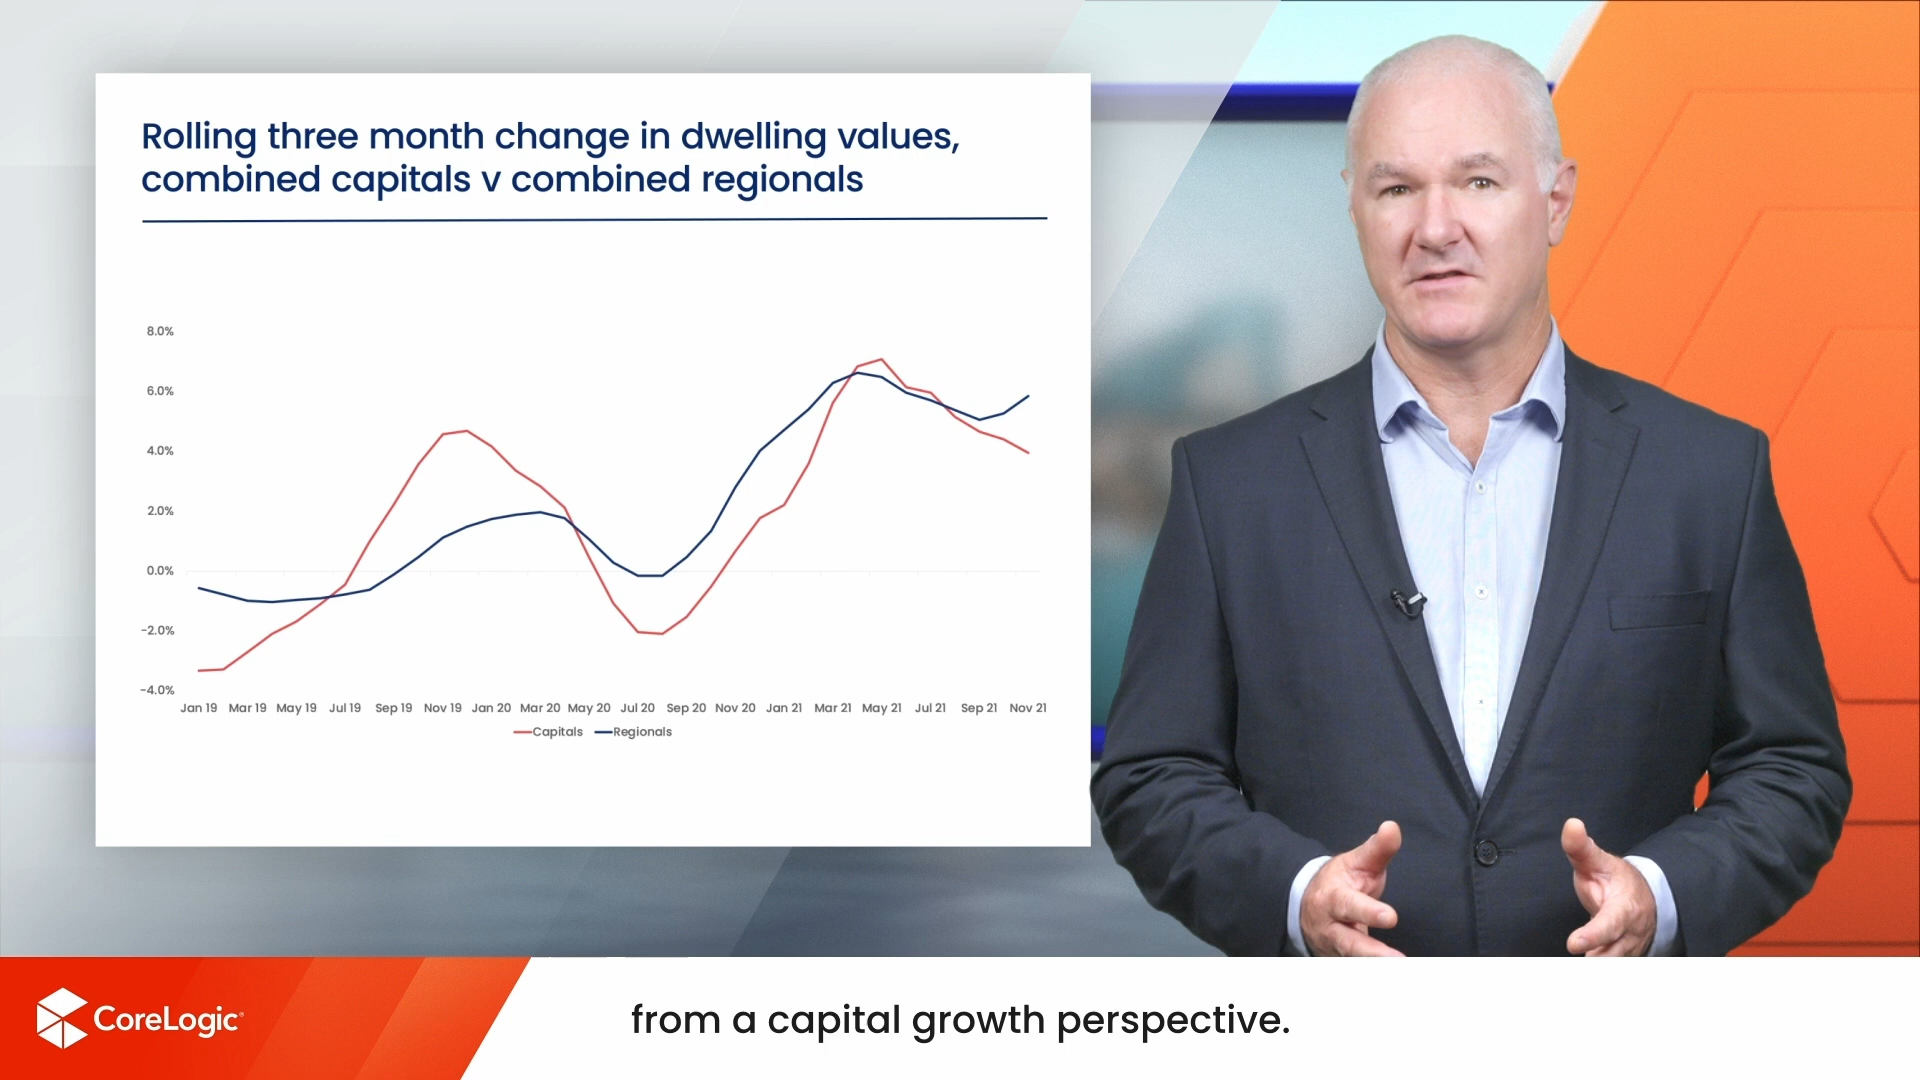 Rolling three month change in dwelling values,
combined capitals v combined regionals
8.0%
6.0%
4.0%
2.0%
0.0%
-2.0%
-4.0%
Jan 19 Mar 19 May 19 Jul 19 Sep 19 Nov 19 Jan 20 Mar 20 May 20 Jul 20 Sep 20 Nov 20 Jan 21 Mar 21 May 21 Jul 21 Sep 21 Nov 21
Capitals Regionals
CoreLogic
from a capital growth perspective.